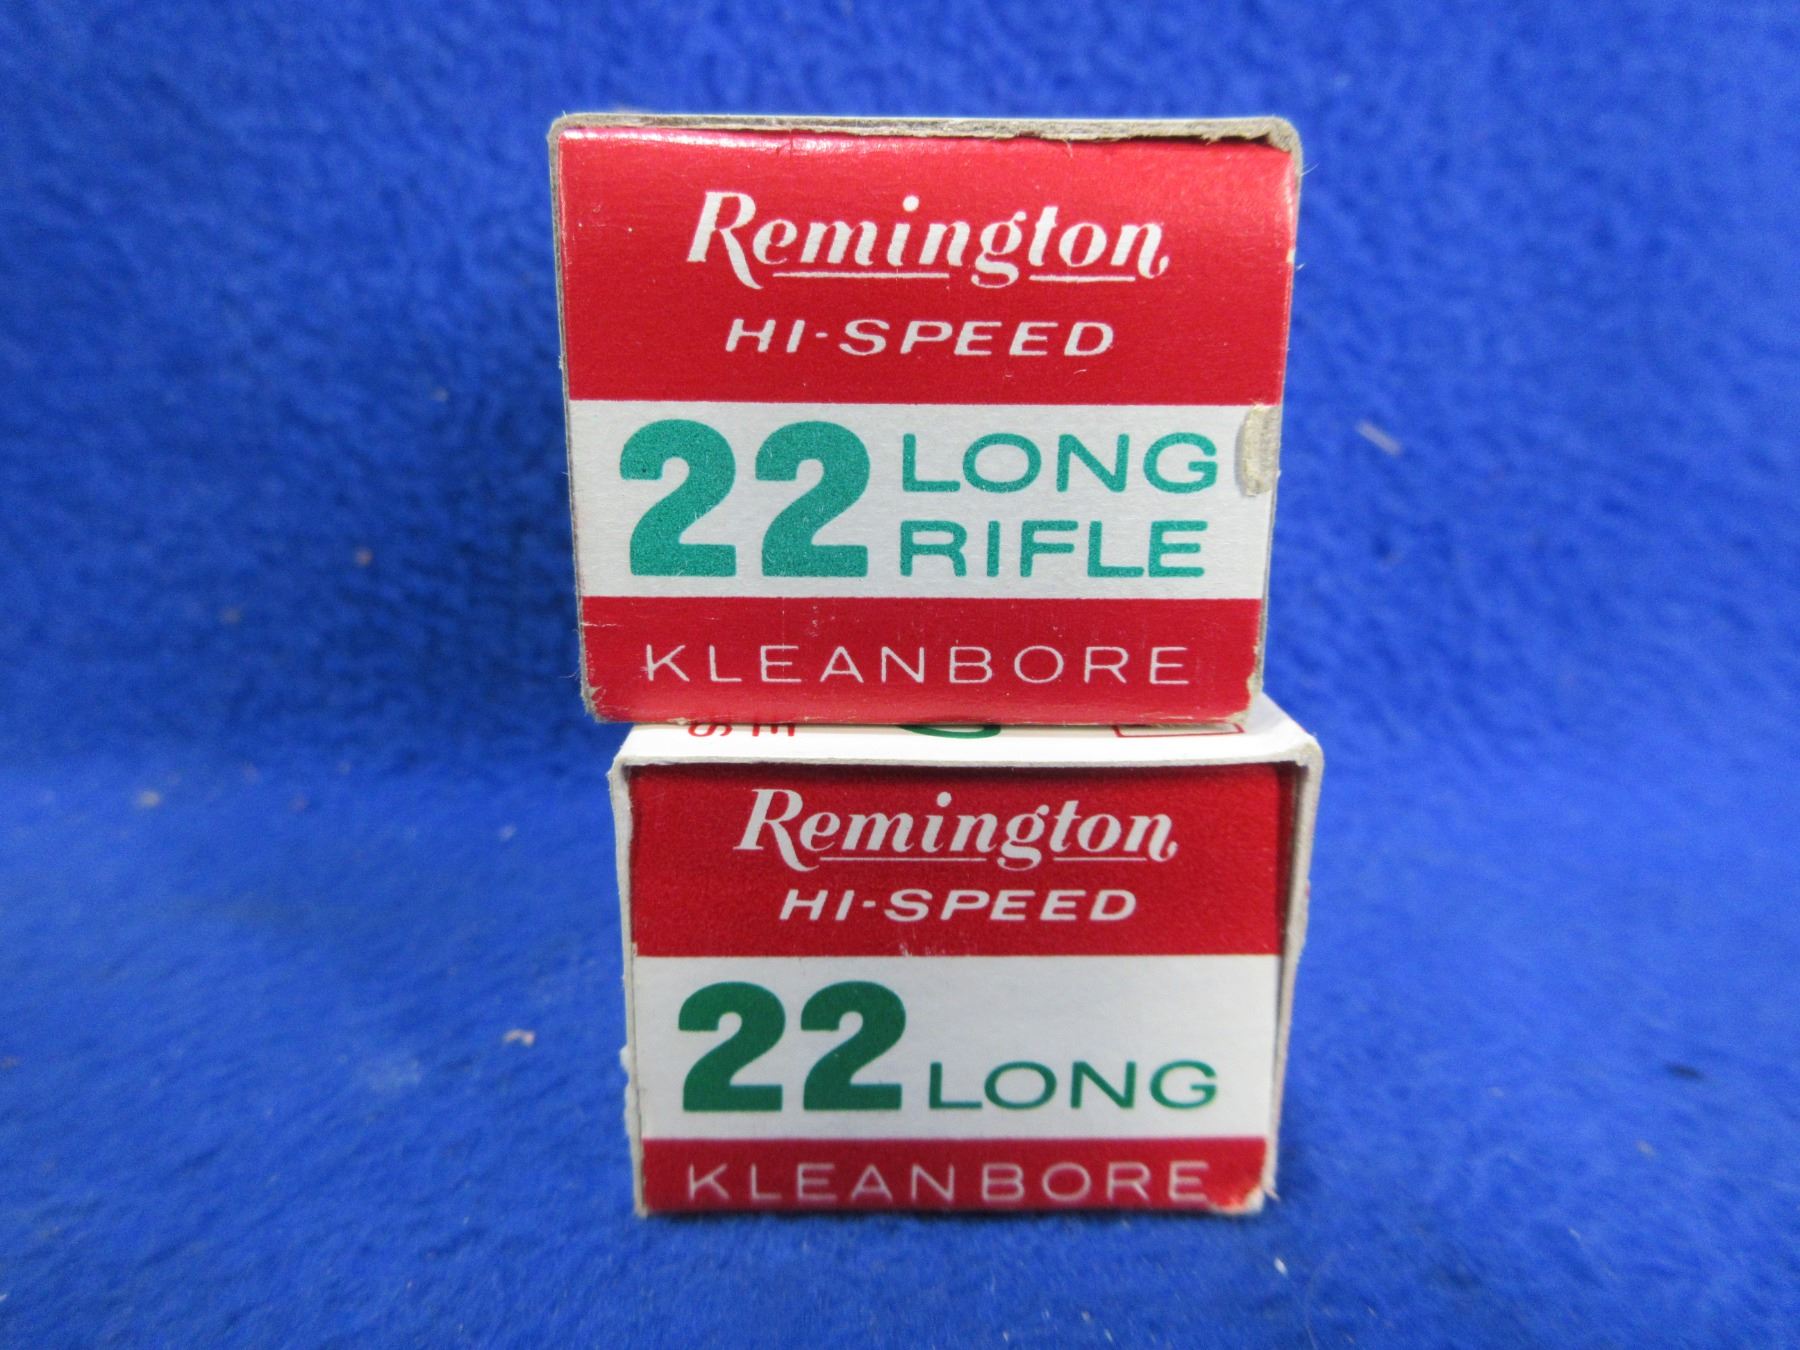 Remington
HI-SPEED
22 LONG
RIFLE
KLEANBORE
Remington
HI-SPEED
22 LONG
KLEANBORE